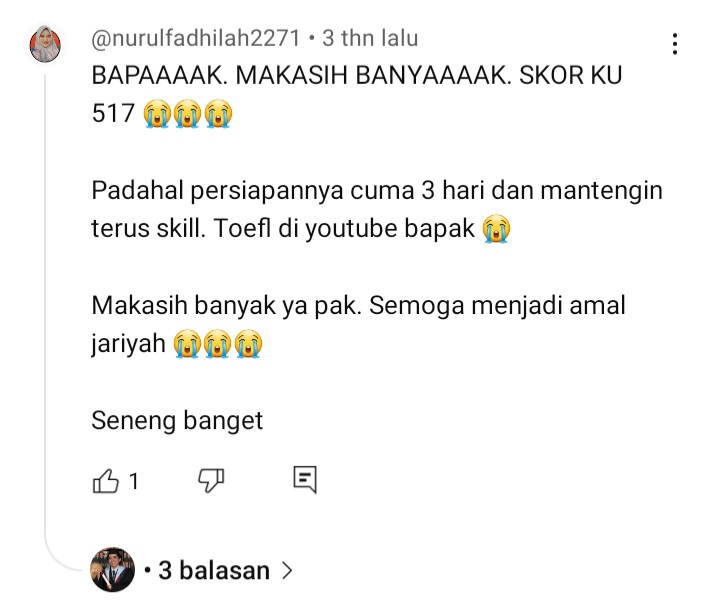 @nurulfadhilah2271 • 3 thn lalu
BAPAAAAK. MAKASIH BANYAAAAK. SKOR KU
517 😭😭😭
Padahal persiapannya cuma 3 hari dan mantengin
terus skill. Toefl di youtube bapak 😭
Makasih banyak ya pak. Semoga menjadi amal
jariyah 😭😭😭
Seneng banget
1
• 3 balasan >